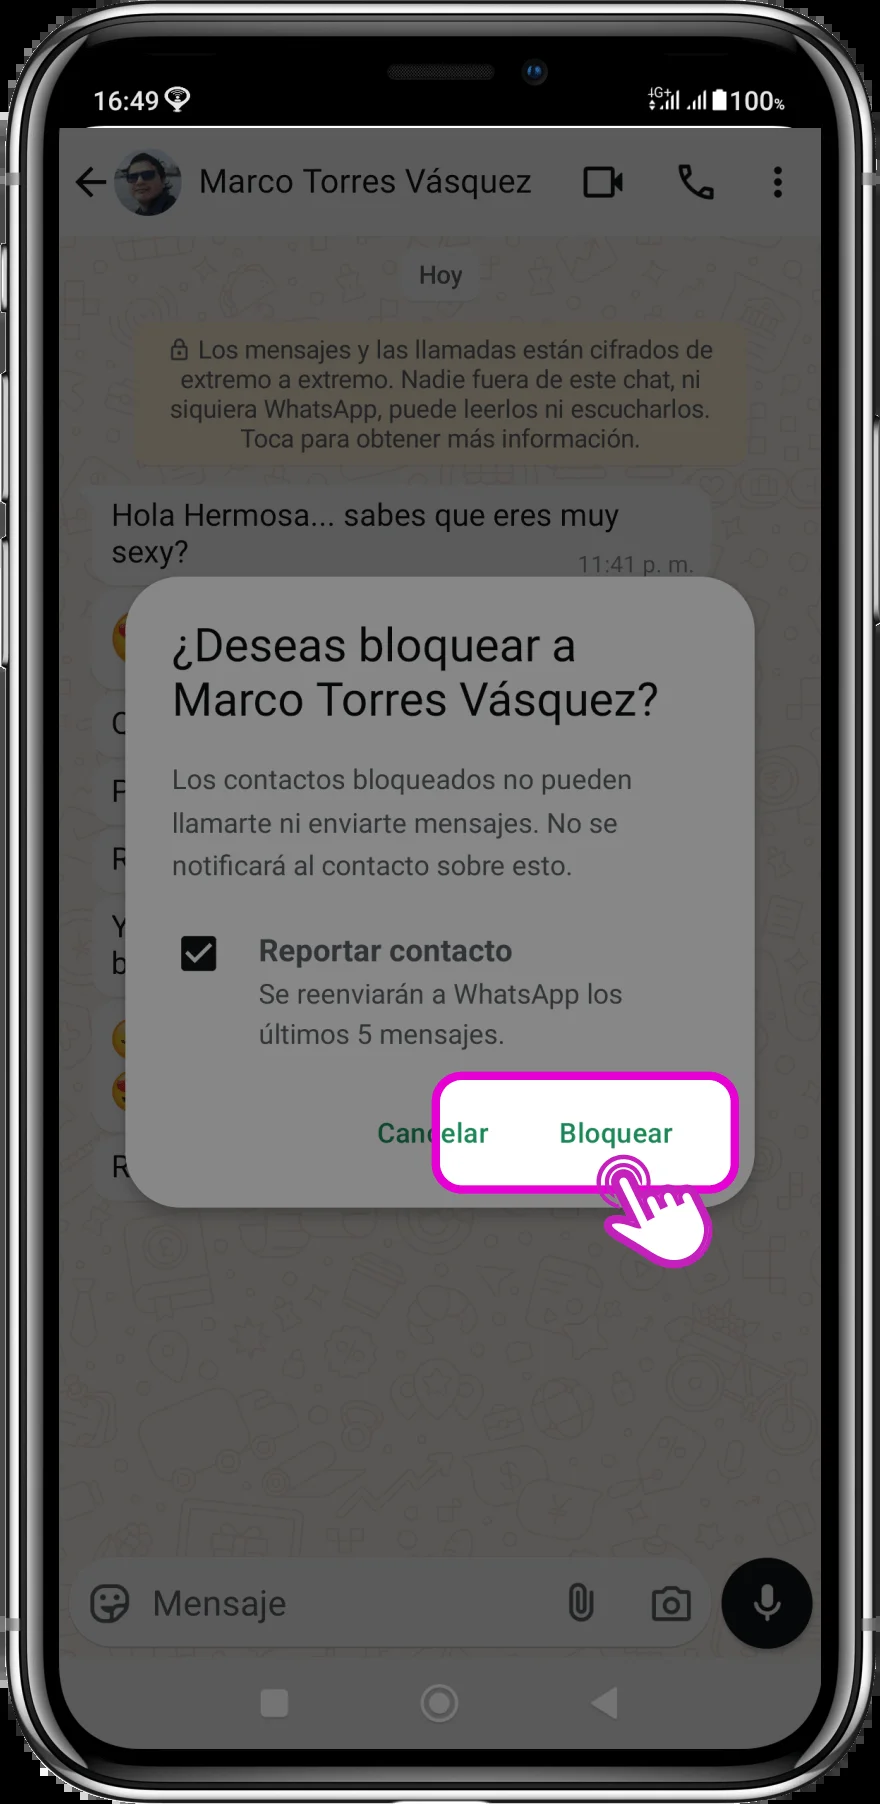 16:49
4G+
100%
Marco Torres Vásquez
Hoy
Los mensajes y las llamadas están cifrados de
extremo a extremo. Nadie fuera de este chat, ni
siquiera WhatsApp, puede leerlos ni escucharlos.
Toca para obtener más información.
Hola Hermosa... sabes que eres muy
sexy?
11:41 p. m.
¿Deseas bloquear a
Marco Torres Vásquez?
Los contactos bloqueados no pueden
llamarte ni enviarte mensajes. No se
notificará al contacto sobre esto.
Reportar contacto
Se reenviarán a WhatsApp los
últimos 5 mensajes.
Cancelar
Bloquear
Mensaje